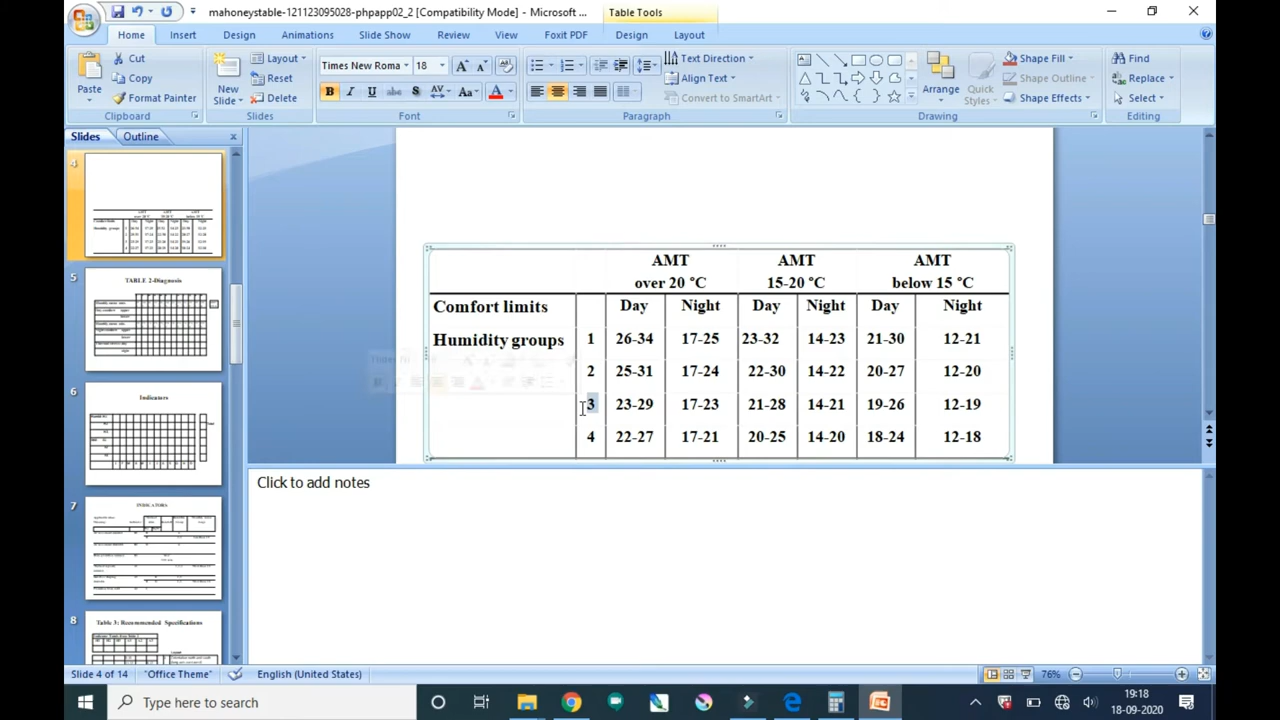 mahoneystable-121123095028-phpapp02_2 [Compatibility Mode] - Microsoft ...
Table Tools
Home Insert Design Animations Slide Show Review View Foxit PDF Design Layout
Paste
Cut
Copy
Format Painter
Clipboard
New
Slide
Layout
Reset
Delete
Slides
Times New Roma 18
B I U abc S AV Aa A
Font
Text Direction
Align Text
Convert to SmartArt
Paragraph
Arrange
Quick
Styles
Shape Fill
Shape Outline
Shape Effects
Drawing
Find
Replace
Select
Editing
Slides Outline
4
5
TABLE 2-Diagnosis
6
Indicators
7
INDICATORS
8
Table 3: Recommended Specifications
AMT AMT AMT
over 20 °C 15-20 °C below 15 °C
Comfort limits Day Night Day Night Day Night
Humidity groups 1 26-34 17-25 23-32 14-23 21-30 12-21
2 25-31 17-24 22-30 14-22 20-27 12-20
3 23-29 17-23 21-28 14-21 19-26 12-19
4 22-27 17-21 20-25 14-20 18-24 12-18
Click to add notes
Slide 4 of 14 "Office Theme" English (United States) 76%
Type here to search
19:18
18-09-2020